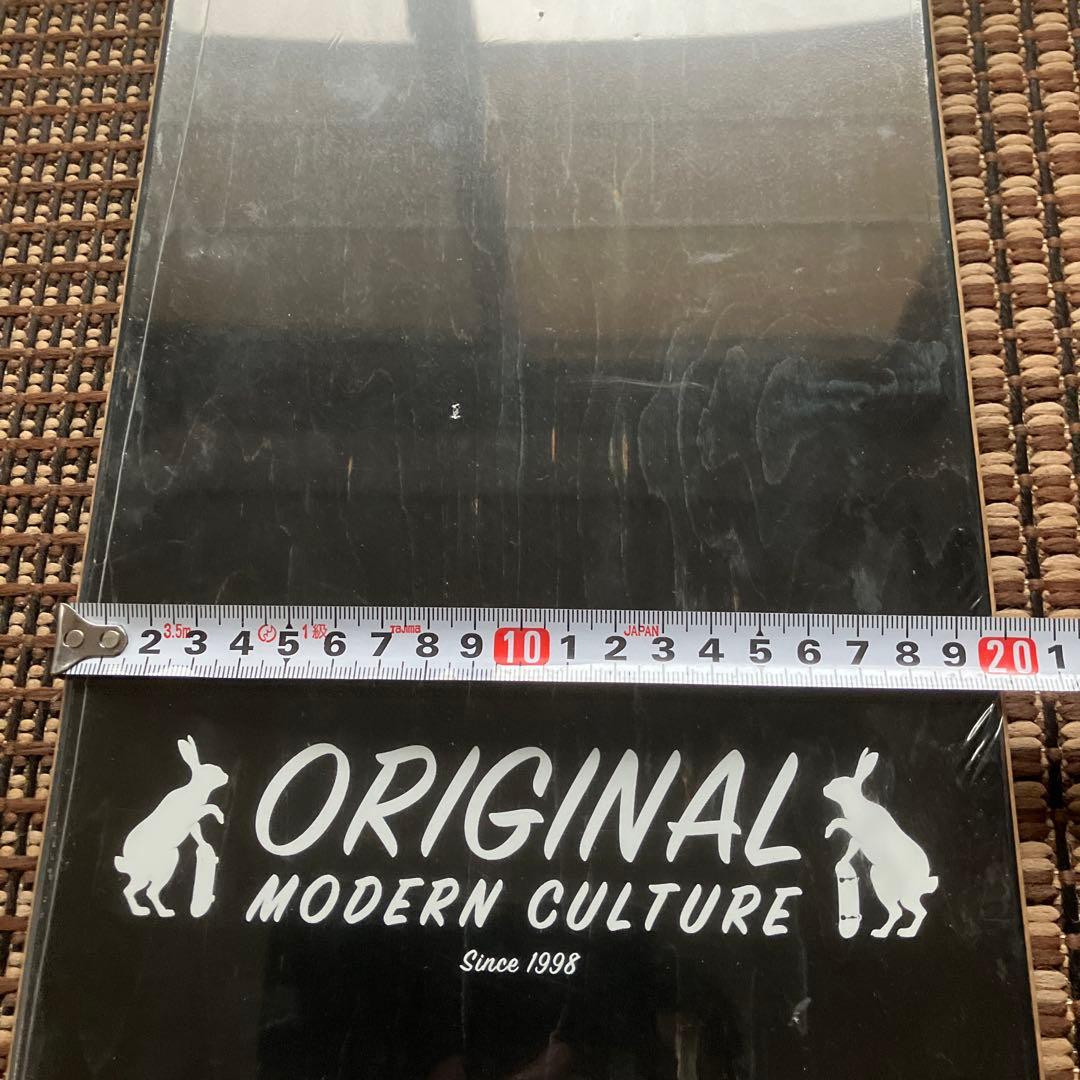 3.5m 1級 Tajima JAPAN
2 3 4 5 6 7 8 9 10 1 2 3 4 5 6 7 8 9 20 1
ORIGINAL
MODERN CULTURE
Since 1998